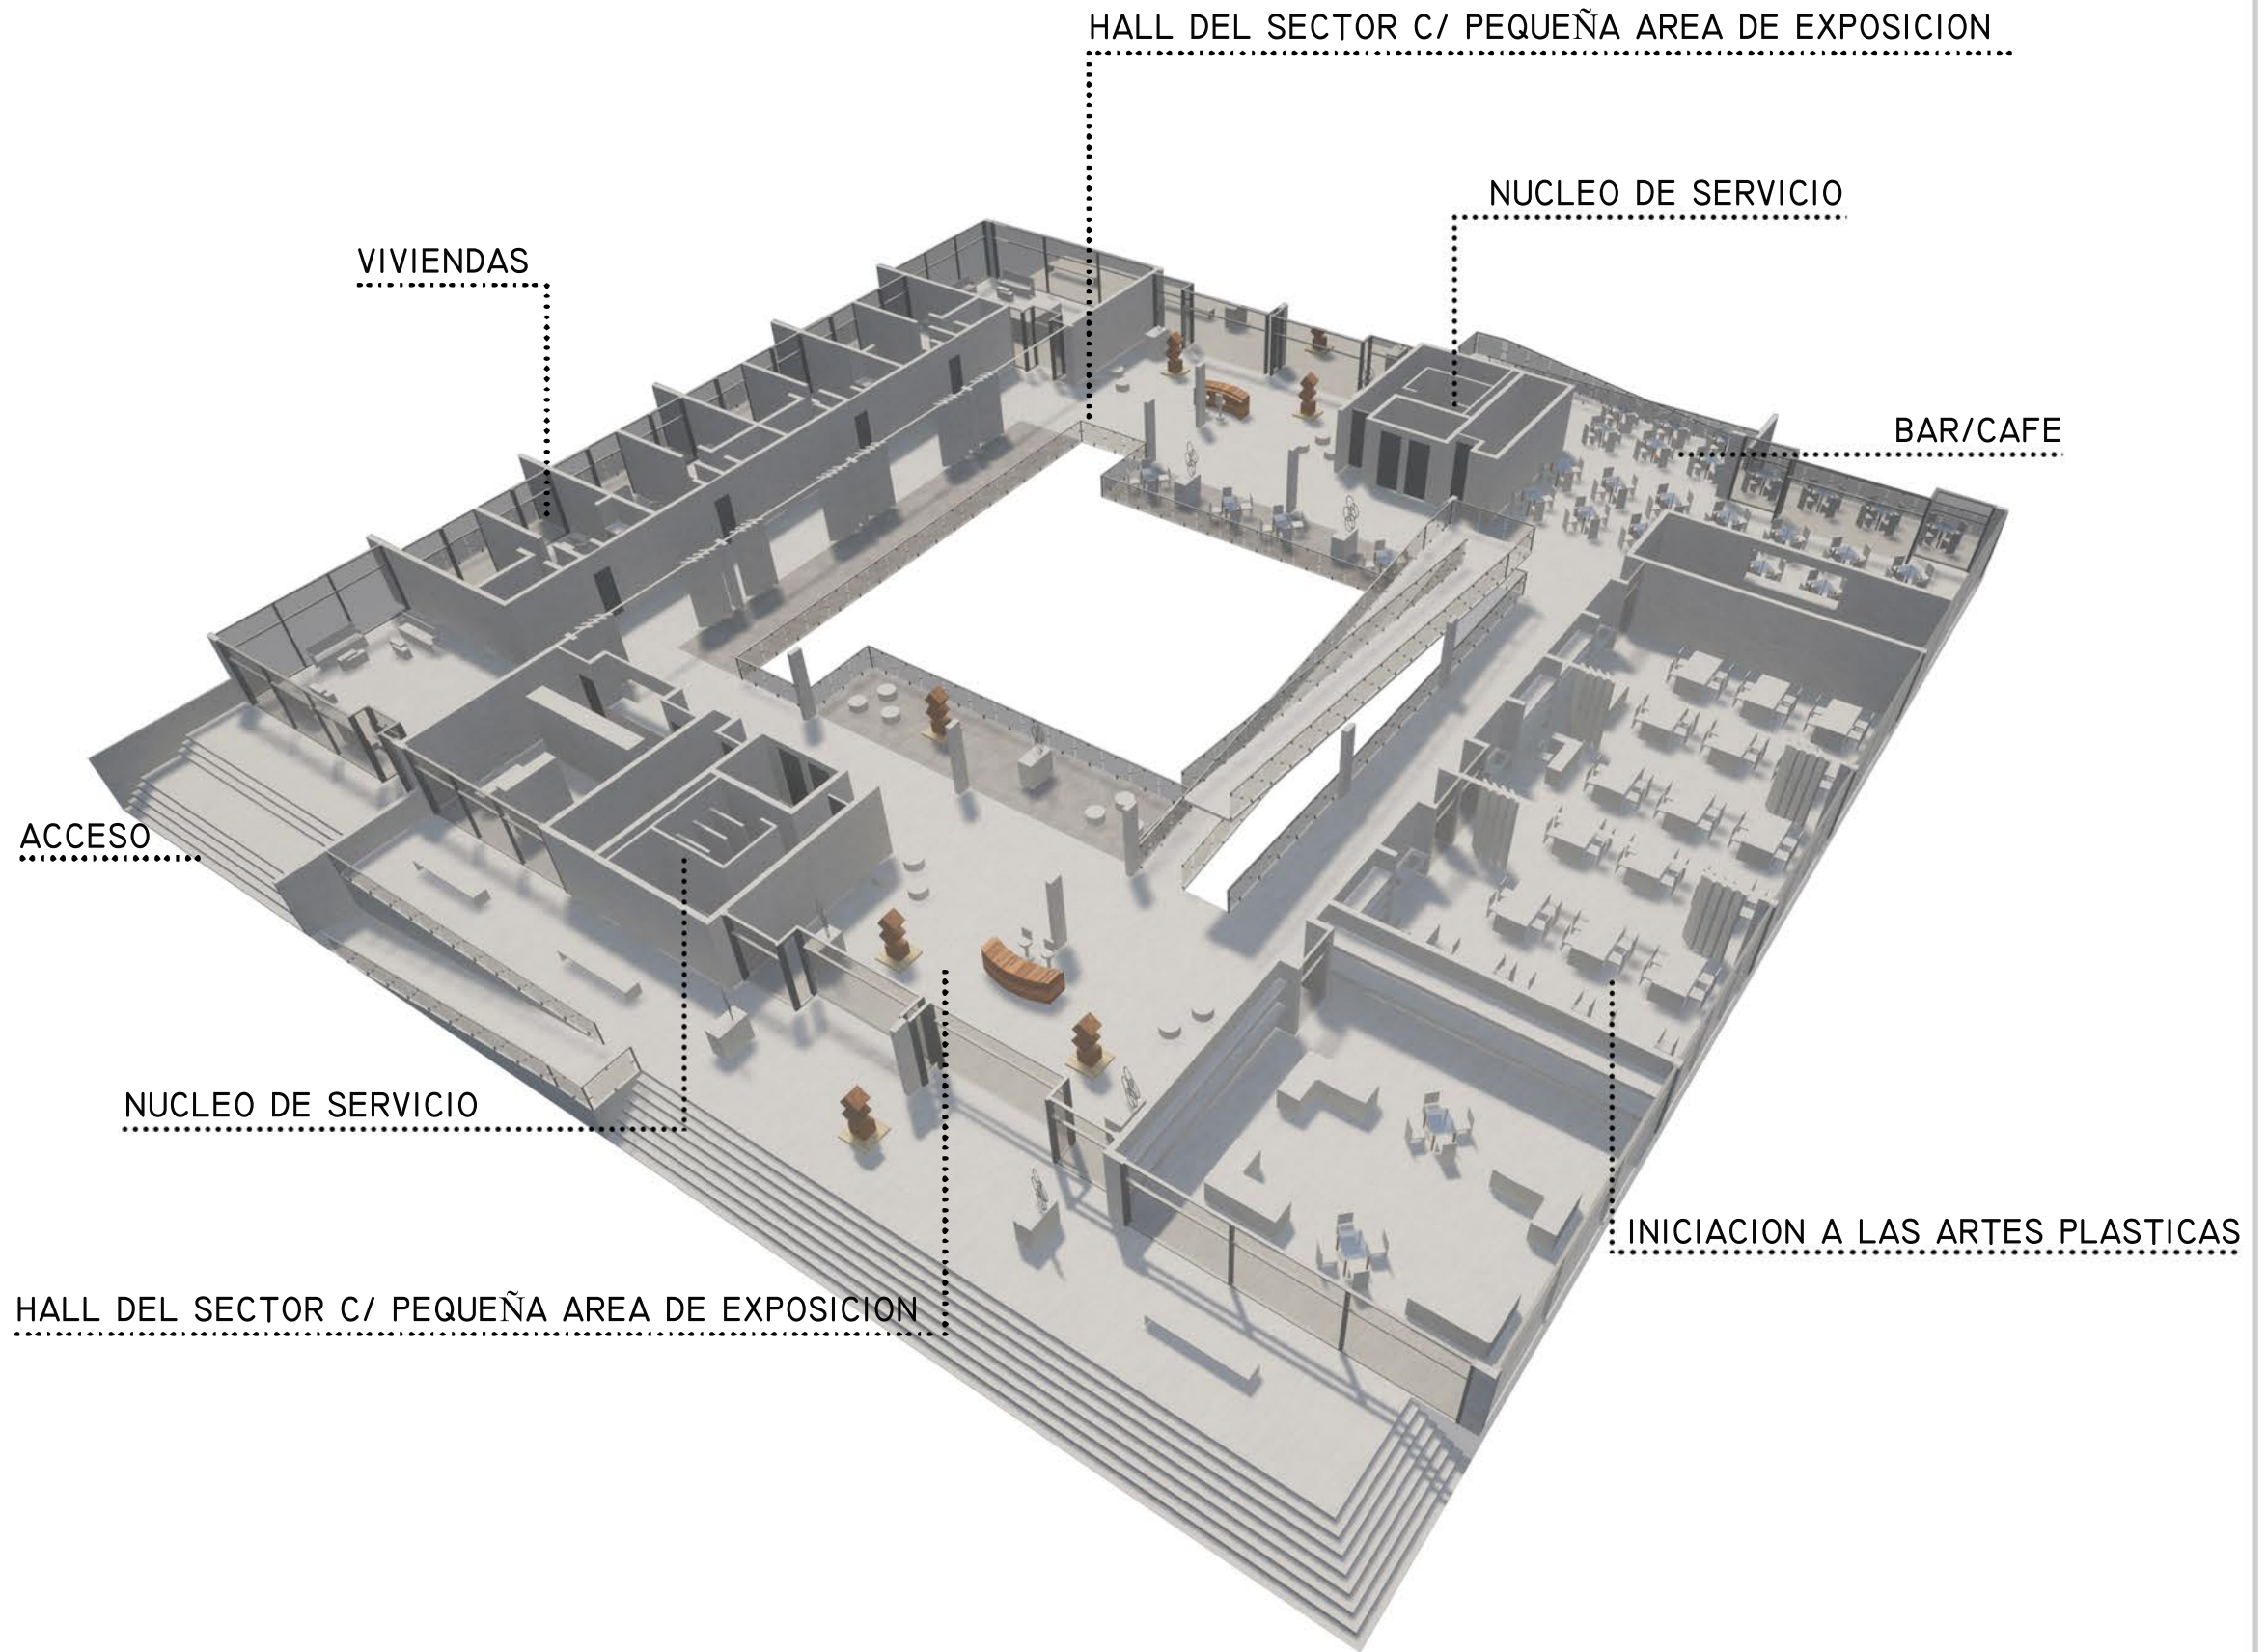 HALL DEL SECTOR C/ PEQUEÑA AREA DE EXPOSICION
NUCLEO DE SERVICIO
VIVIENDAS
BAR/CAFE
ACCESO
NUCLEO DE SERVICIO
INICIACION A LAS ARTES PLASTICAS
HALL DEL SECTOR C/ PEQUEÑA AREA DE EXPOSICION